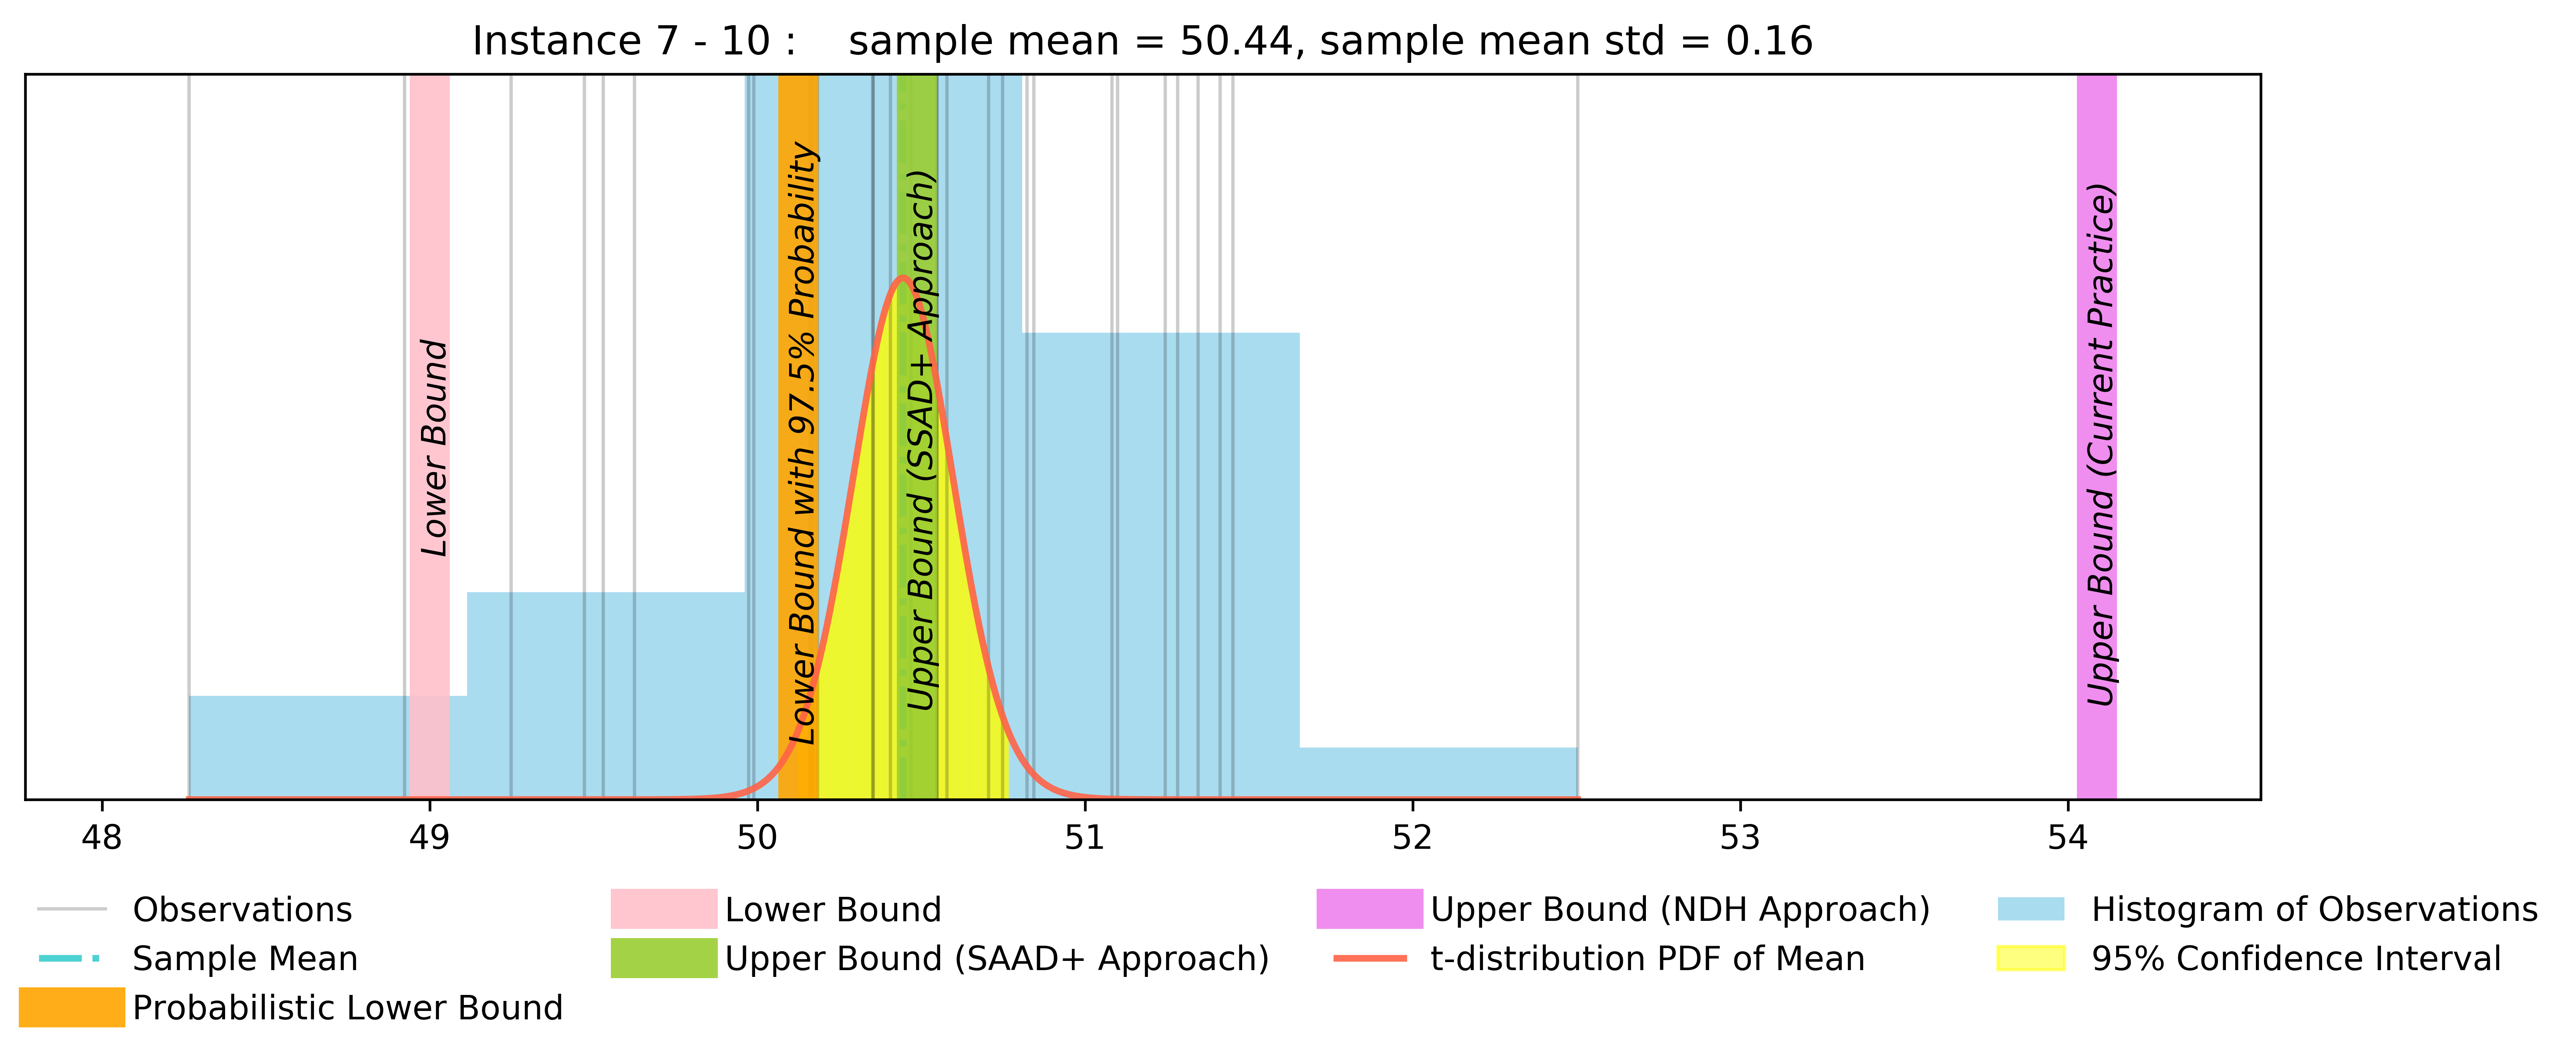 Instance 7 - 10 :    sample mean = 50.44, sample mean std = 0.16
Lower Bound
Lower Bound with 97.5% Probability
Upper Bound (SSAD+ Approach)
Upper Bound (Current Practice)
48 49 50 51 52 53 54
Observations
Sample Mean
Probabilistic Lower Bound
Lower Bound
Upper Bound (SAAD+ Approach)
Upper Bound (NDH Approach)
t-distribution PDF of Mean
Histogram of Observations
95% Confidence Interval